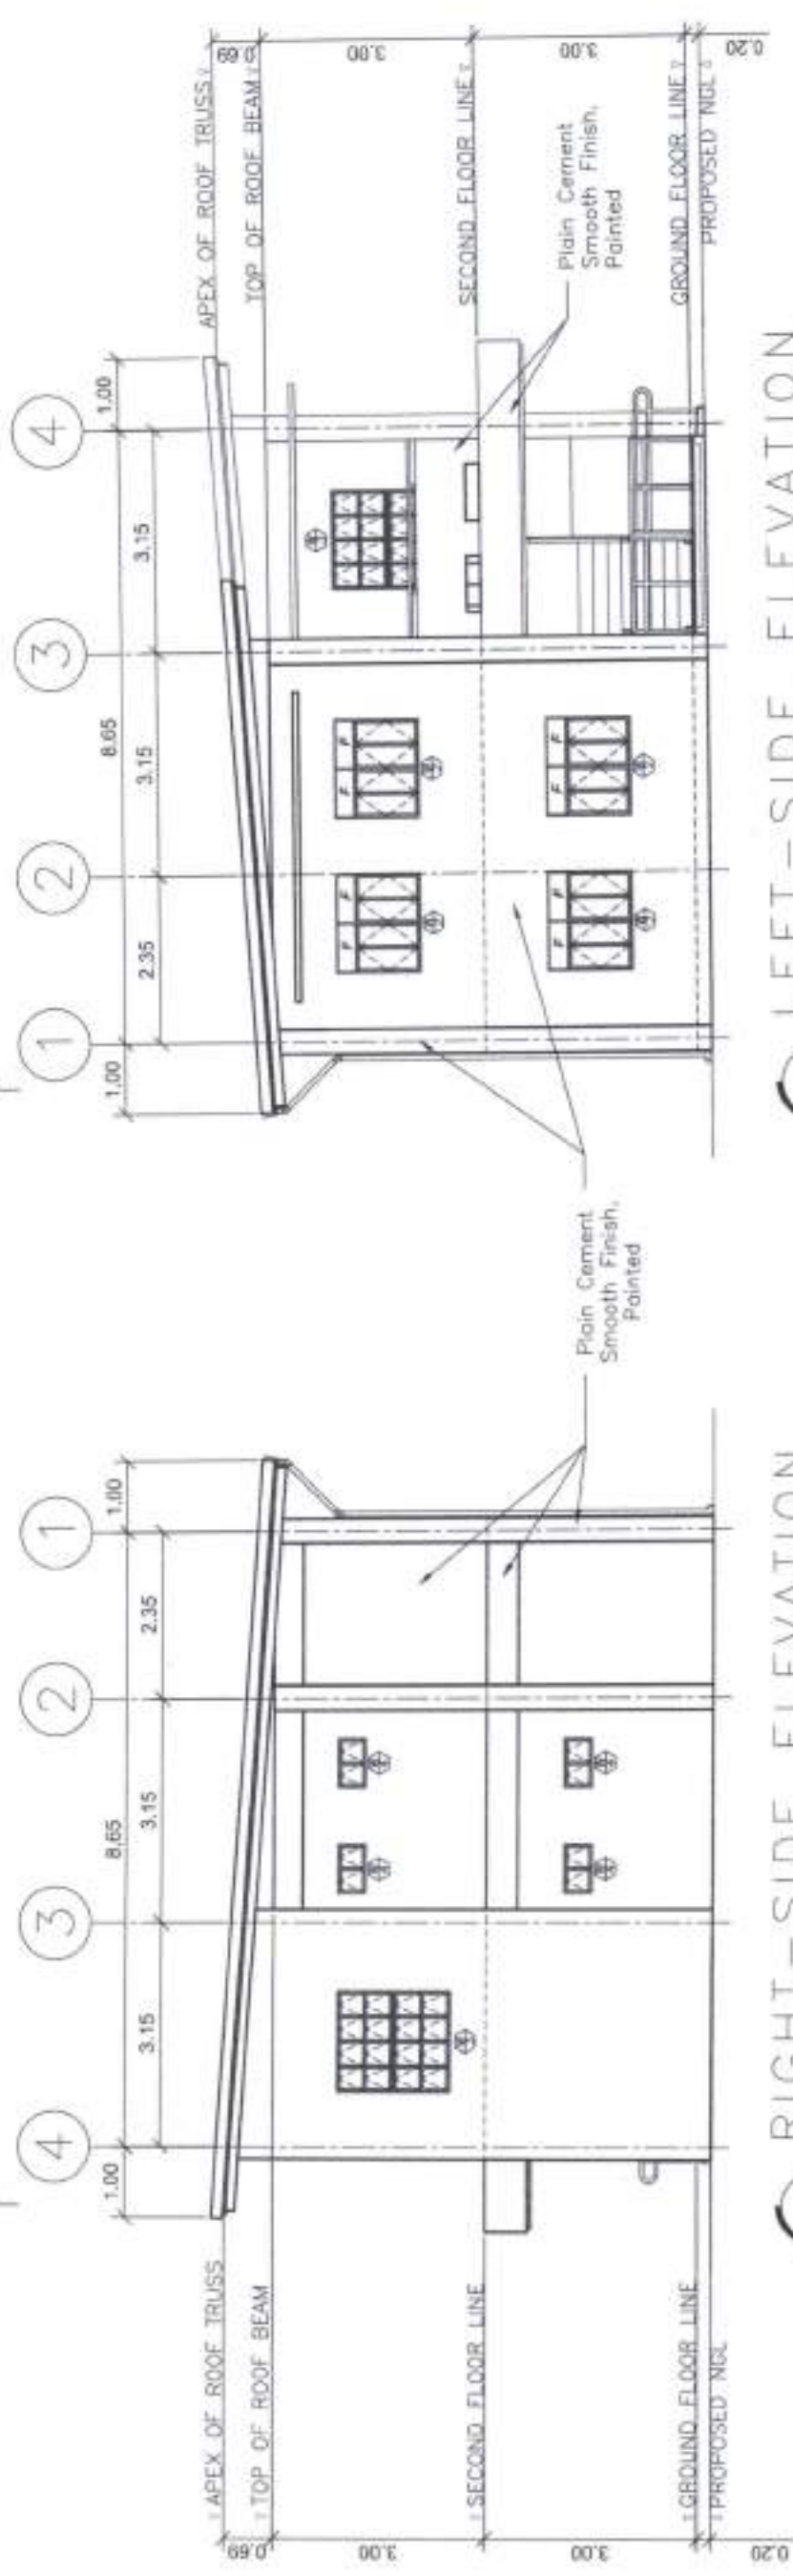 4
3
2
1
1.00
8.65
1.00
3.15
3.15
2.35
APEX OF ROOF TRUSS
TOP OF ROOF BEAM
SECOND FLOOR LINE
GROUND FLOOR LINE
PROPOSED NGL
0.69
3.00
3.00
0.20
Plain Cement
Smooth Finish,
Painted
RIGHT-SIDE ELEVATION
1
2
3
4
1.00
8.65
1.00
2.35
3.15
3.15
F F
F F
F F
F F
APEX OF ROOF TRUSS
TOP OF ROOF BEAM
SECOND FLOOR LINE
GROUND FLOOR LINE
PROPOSED NGL
0.69
3.00
3.00
0.20
Plain Cement
Smooth Finish,
Painted
LEFT-SIDE ELEVATION